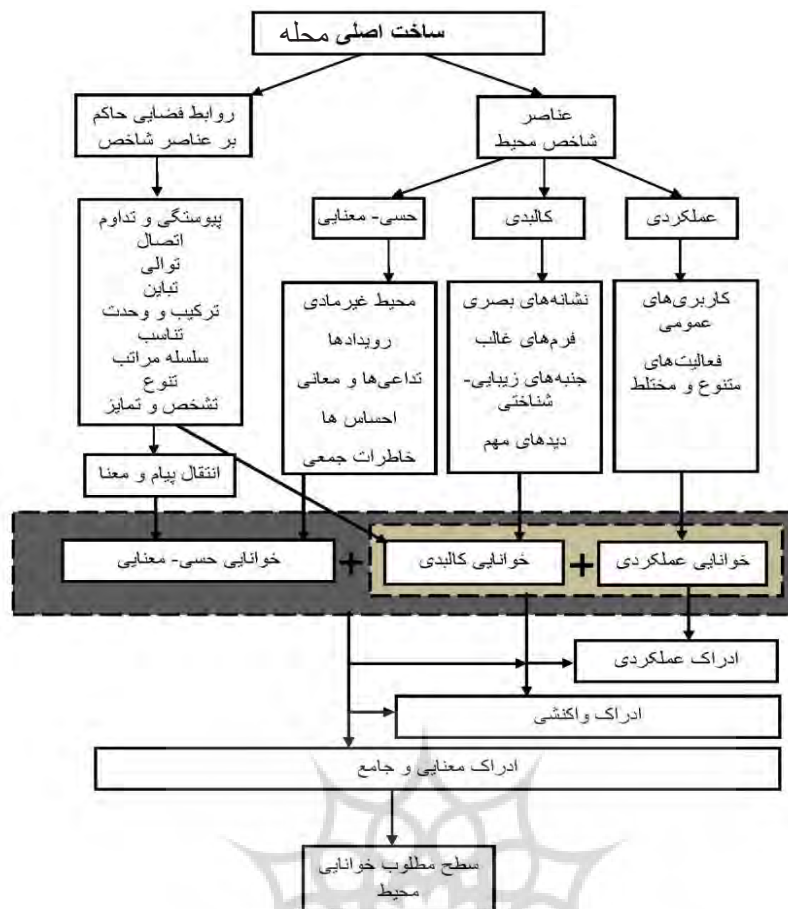 ساخت اصلی محله
عناصر
شاخص محیط
روابط فضایی حاکم
بر عناصر شاخص
عملکردی
کالبدی
حسی- معنایی
کاربری‌های
عمومی
فعالیت‌های
متنوع و مختلط
نشانه‌های بصری
فرم‌های غالب
جنبه‌های زیبایی-
شناختی
دیدهای مهم
محیط غیرمادی
رویدادها
تداعی‌ها و معانی
احساس ها
خاطرات جمعی
پیوستگی و تداوم
اتصال
توالی
تباین
ترکیب و وحدت
تناسب
سلسله مراتب
تنوع
تشخص و تمایز
انتقال پیام و معنا
خوانایی عملکردی
+
خوانایی کالبدی
+
خوانایی حسی- معنایی
ادراک عملکردی
ادراک واکنشی
ادراک معنایی و جامع
سطح مطلوب خوانایی
محیط